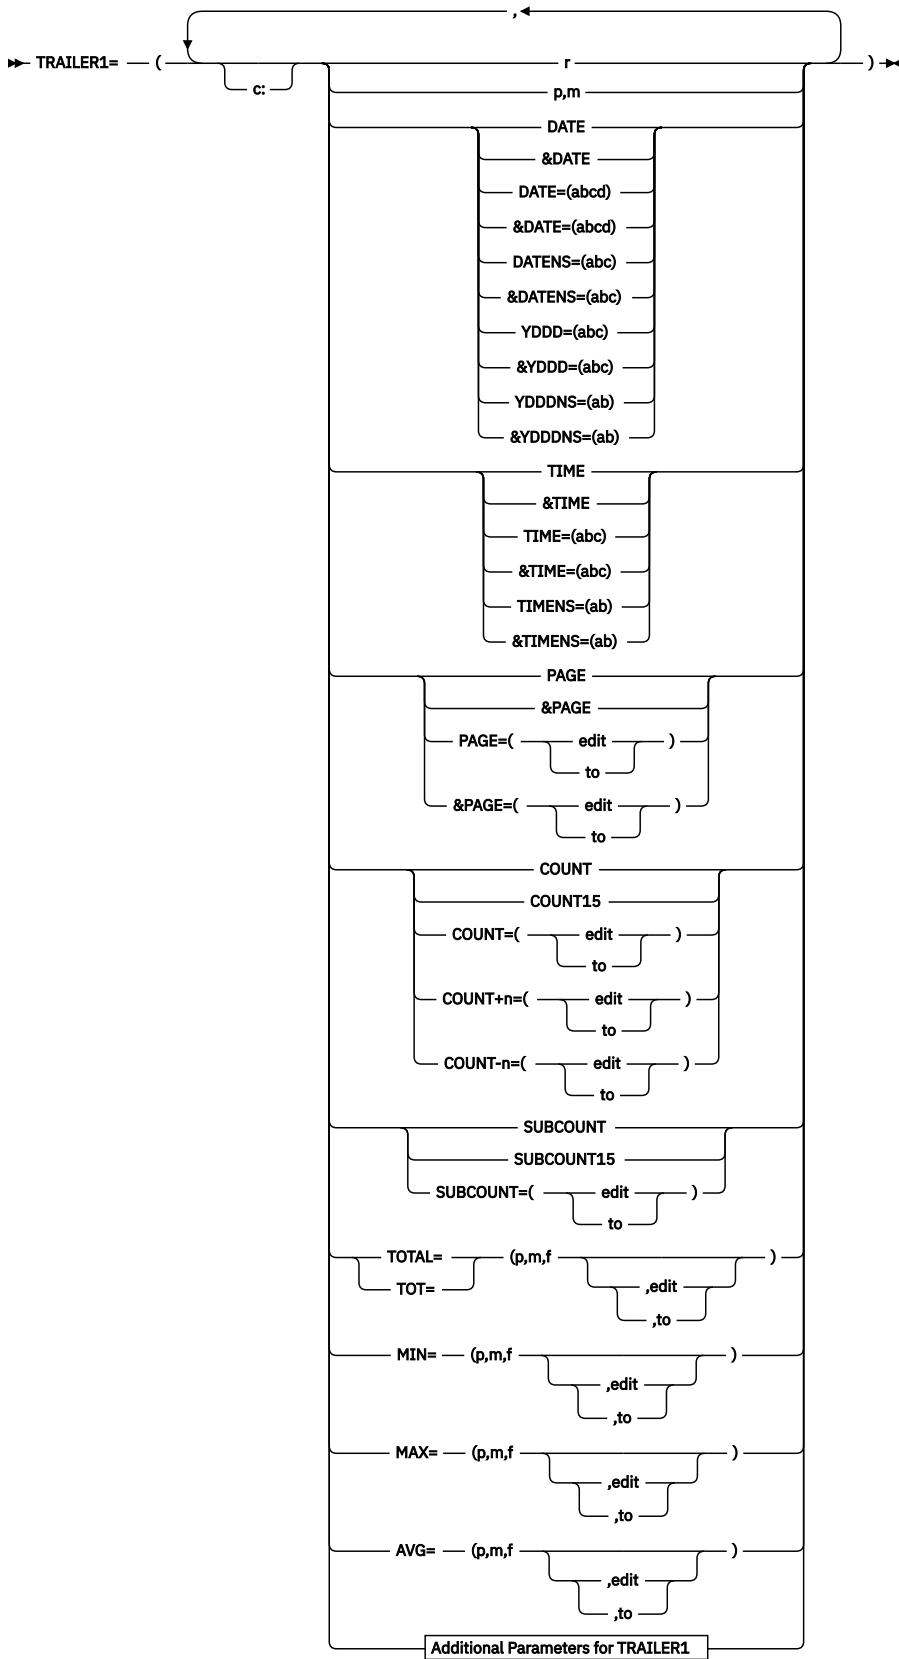 ,
TRAILER1= ( r )
c:
p,m
DATE
&DATE
DATE=(abcd)
&DATE=(abcd)
DATENS=(abc)
&DATENS=(abc)
YDDD=(abc)
&YDDD=(abc)
YDDDNS=(ab)
&YDDDNS=(ab)
TIME
&TIME
TIME=(abc)
&TIME=(abc)
TIMENS=(ab)
&TIMENS=(ab)
PAGE
&PAGE
PAGE=( edit )
to
&PAGE=( edit )
to
COUNT
COUNT15
COUNT=( edit )
to
COUNT+n=( edit )
to
COUNT-n=( edit )
to
SUBCOUNT
SUBCOUNT15
SUBCOUNT=( edit )
to
TOTAL= (p,m,f )
TOT= ,edit
,to
MIN= (p,m,f )
,edit
,to
MAX= (p,m,f )
,edit
,to
AVG= (p,m,f )
,edit
,to
Additional Parameters for TRAILER1